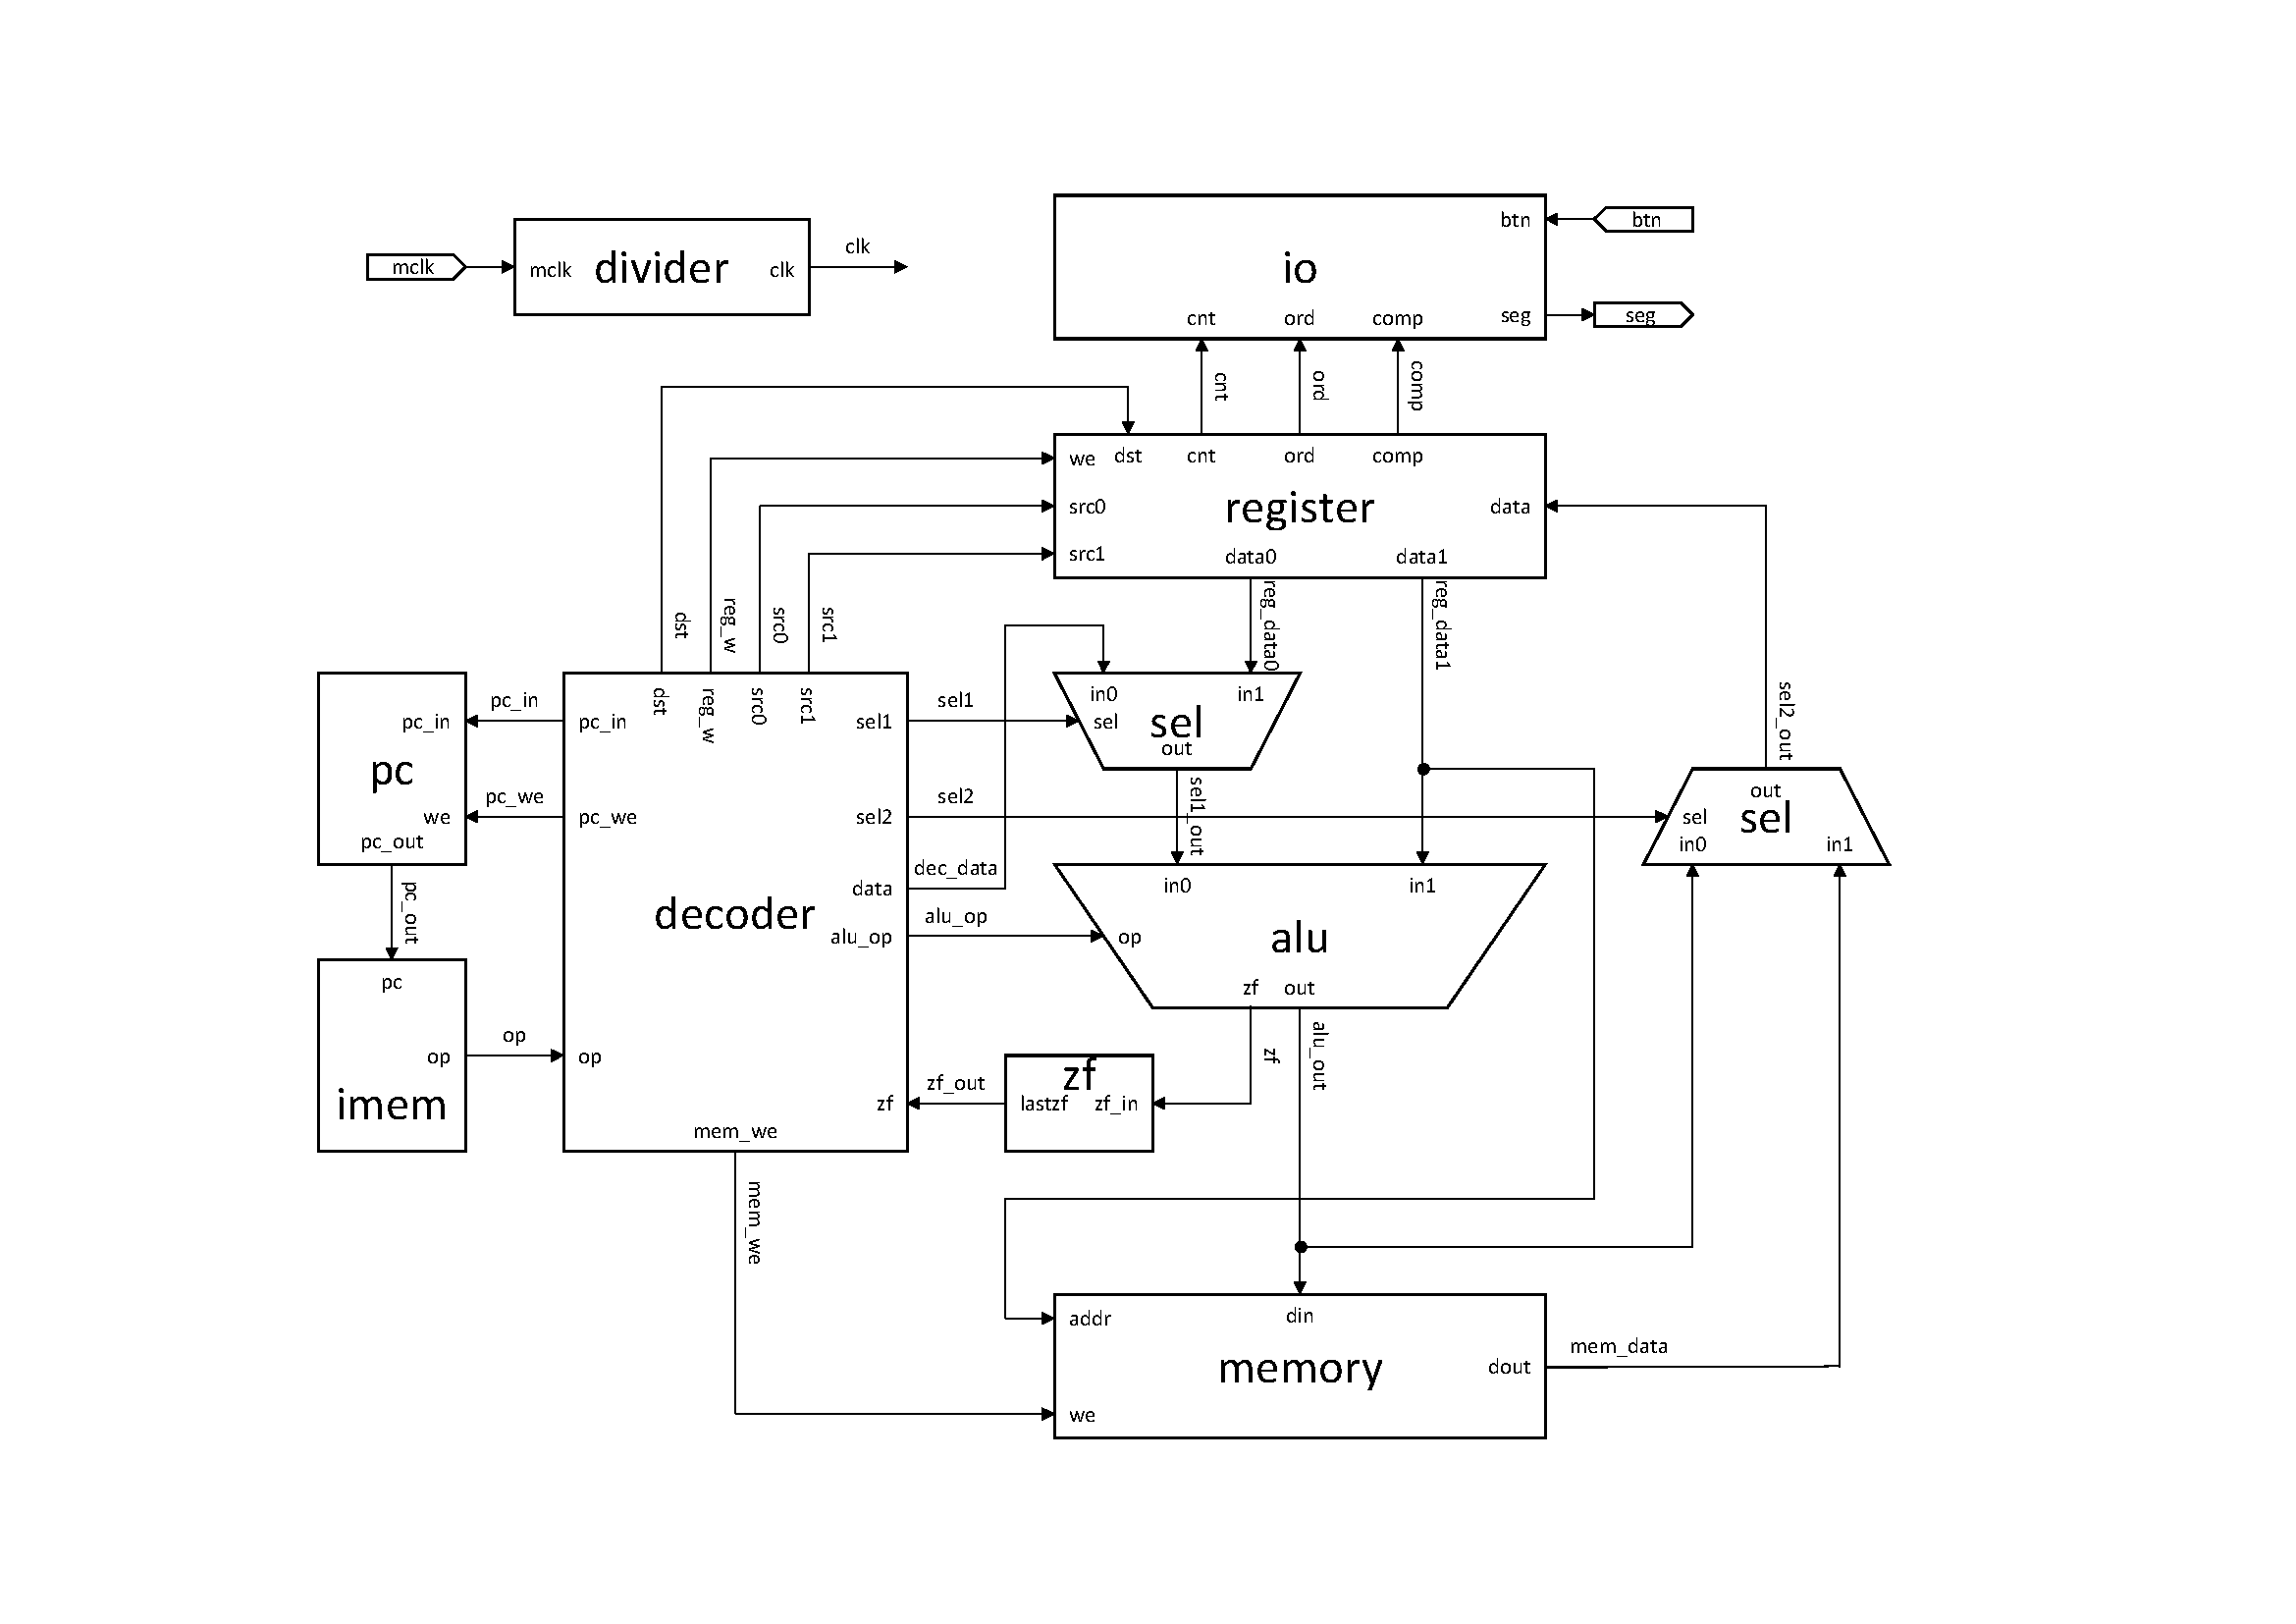 mclk
mclk
divider
clk
clk
btn
btn
io
cnt
ord
comp
seg
seg
cnt
ord
comp
we
dst
cnt
ord
comp
src0
register
data
src1
data0
data1
dst
reg_w
src0
src1
reg_data0
reg_data1
pc_in
pc_in
pc
pc_we
we
pc_out
pc_out
pc
op
imem
op
dst
reg_w
src0
src1
pc_in
pc_we
decoder
op
sel1
sel2
data
alu_op
zf
mem_we
sel1
sel2
dec_data
alu_op
in0
in1
sel
sel
out
sel1_out
in0
in1
op
alu
zf
out
zf
alu_out
zf
lastzf
zf_in
zf_out
sel2_out
out
sel
sel
in0
in1
mem_we
addr
din
memory
dout
we
mem_data